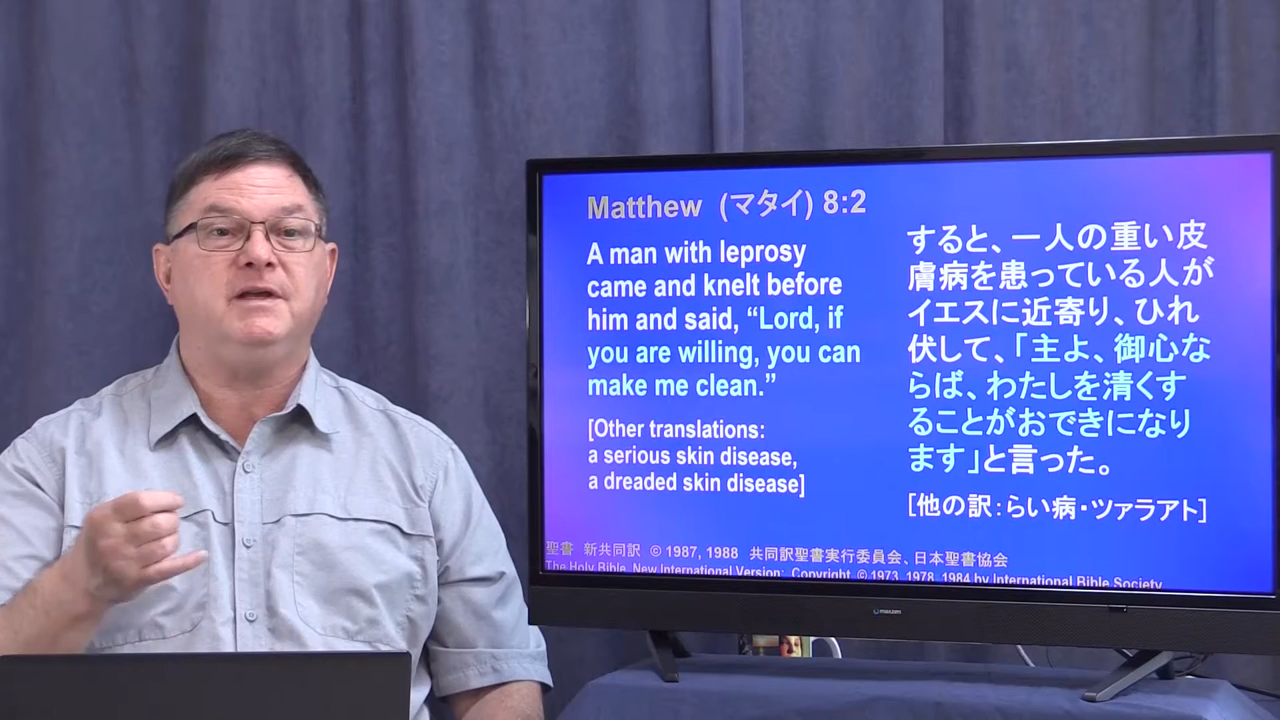 Matthew (マタイ) 8:2
A man with leprosy
came and knelt before
him and said, “Lord, if
you are willing, you can
make me clean.”
[Other translations:
a serious skin disease,
a dreaded skin disease]
すると、一人の重い皮
膚病を患っている人が
イエスに近寄り、ひれ
伏して、「主よ、御心な
らば、わたしを清くす
ることがおできになり
ます」と言った。
[他の訳：らい病・ツァラアト]
聖書 新共同訳 © 1987, 1988 共同訳聖書実行委員会、日本聖書協会
The Holy Bible, New International Version: Copyright © 1973, 1978, 1984 by International Bible Society
maxzen